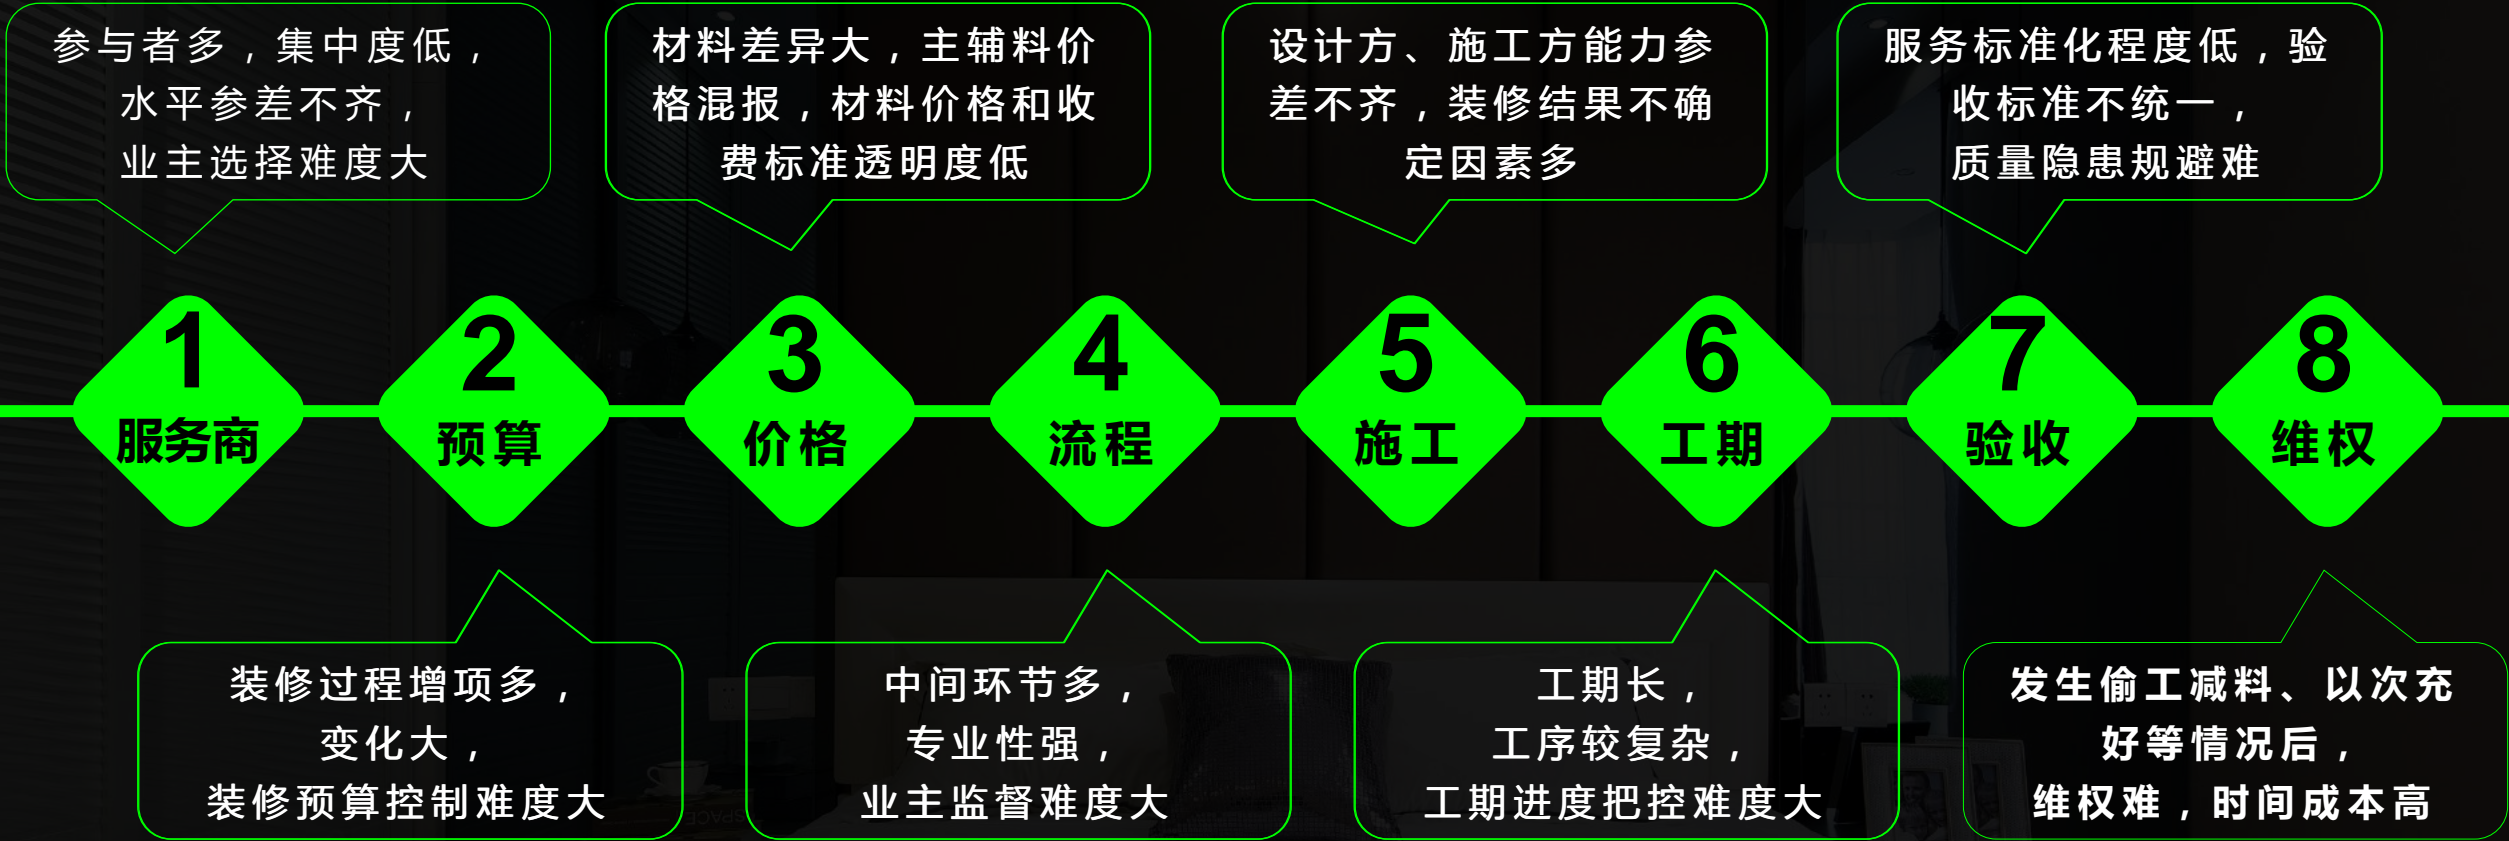 参与者多，集中度低，
水平参差不齐，
业主选择难度大
材料差异大，主辅料价
格混报，材料价格和收
费标准透明度低
设计方、施工方能力参
差不齐，装修结果不确
定因素多
服务标准化程度低，验
收标准不统一，
质量隐患规避难
1
服务商
2
预算
3
价格
4
流程
5
施工
6
工期
7
验收
8
维权
装修过程增项多，
变化大，
装修预算控制难度大
中间环节多，
专业性强，
业主监督难度大
工期长，
工序较复杂，
工期进度把控难度大
发生偷工减料、以次充
好等情况后，
维权难，时间成本高